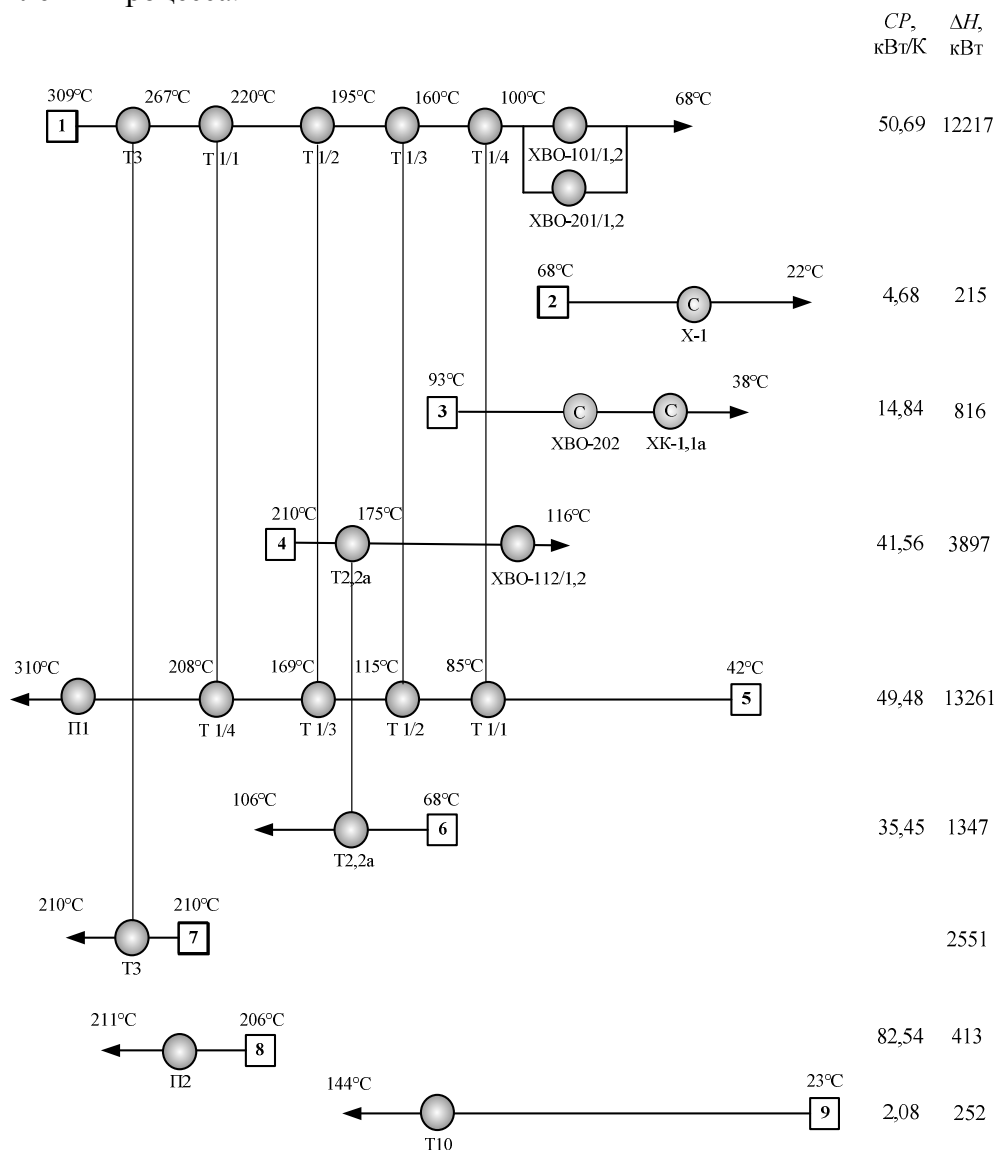 CP, ΔH,
кВт/К кВт
309°C 267°C 220°C 195°C 160°C 100°C 68°C
1 50,69 12217
Т3 Т 1/1 Т 1/2 Т 1/3 Т 1/4 ХВО-101/1,2
ХВО-201/1,2
68°C 22°C
2 С 4,68 215
Х-1
93°C 38°C
3 С С 14,84 816
ХВО-202 ХК-1,1а
210°C 175°C 116°C
4 41,56 3897
Т2,2а ХВО-112/1,2
310°C 208°C 169°C 115°C 85°C 42°C
5 49,48 13261
П1 Т 1/4 Т 1/3 Т 1/2 Т 1/1
106°C 68°C
6 35,45 1347
Т2,2а
210°C 210°C
7 2551
Т3
211°C 206°C
8 82,54 413
П2
144°C 23°C
9 2,08 252
Т10